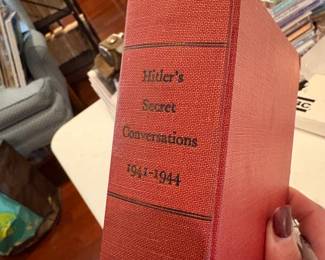 Hitler's
Secret
Conversations
1941-1944